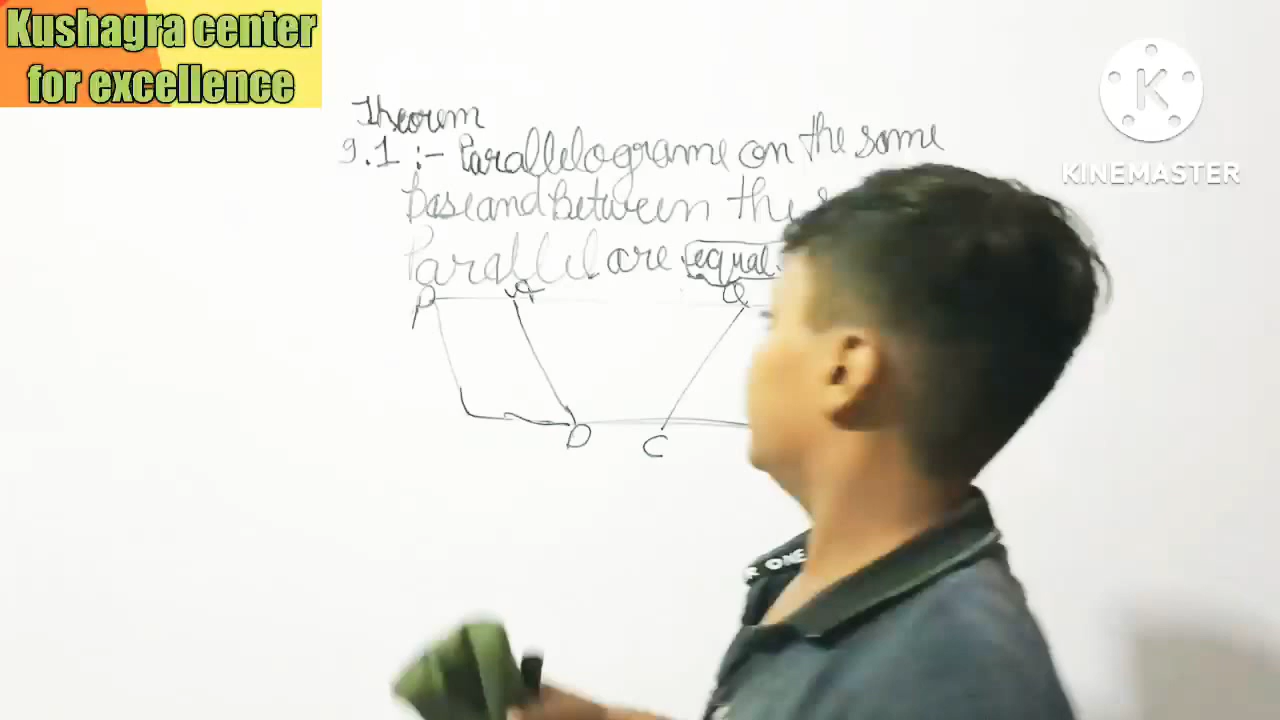 Kushagra center
for excellence
K
KINEMASTER
Theorem
9.1 :- Parallelograme on the same
base and between the
Parallel are equal.
P A Q
D C
R ONE